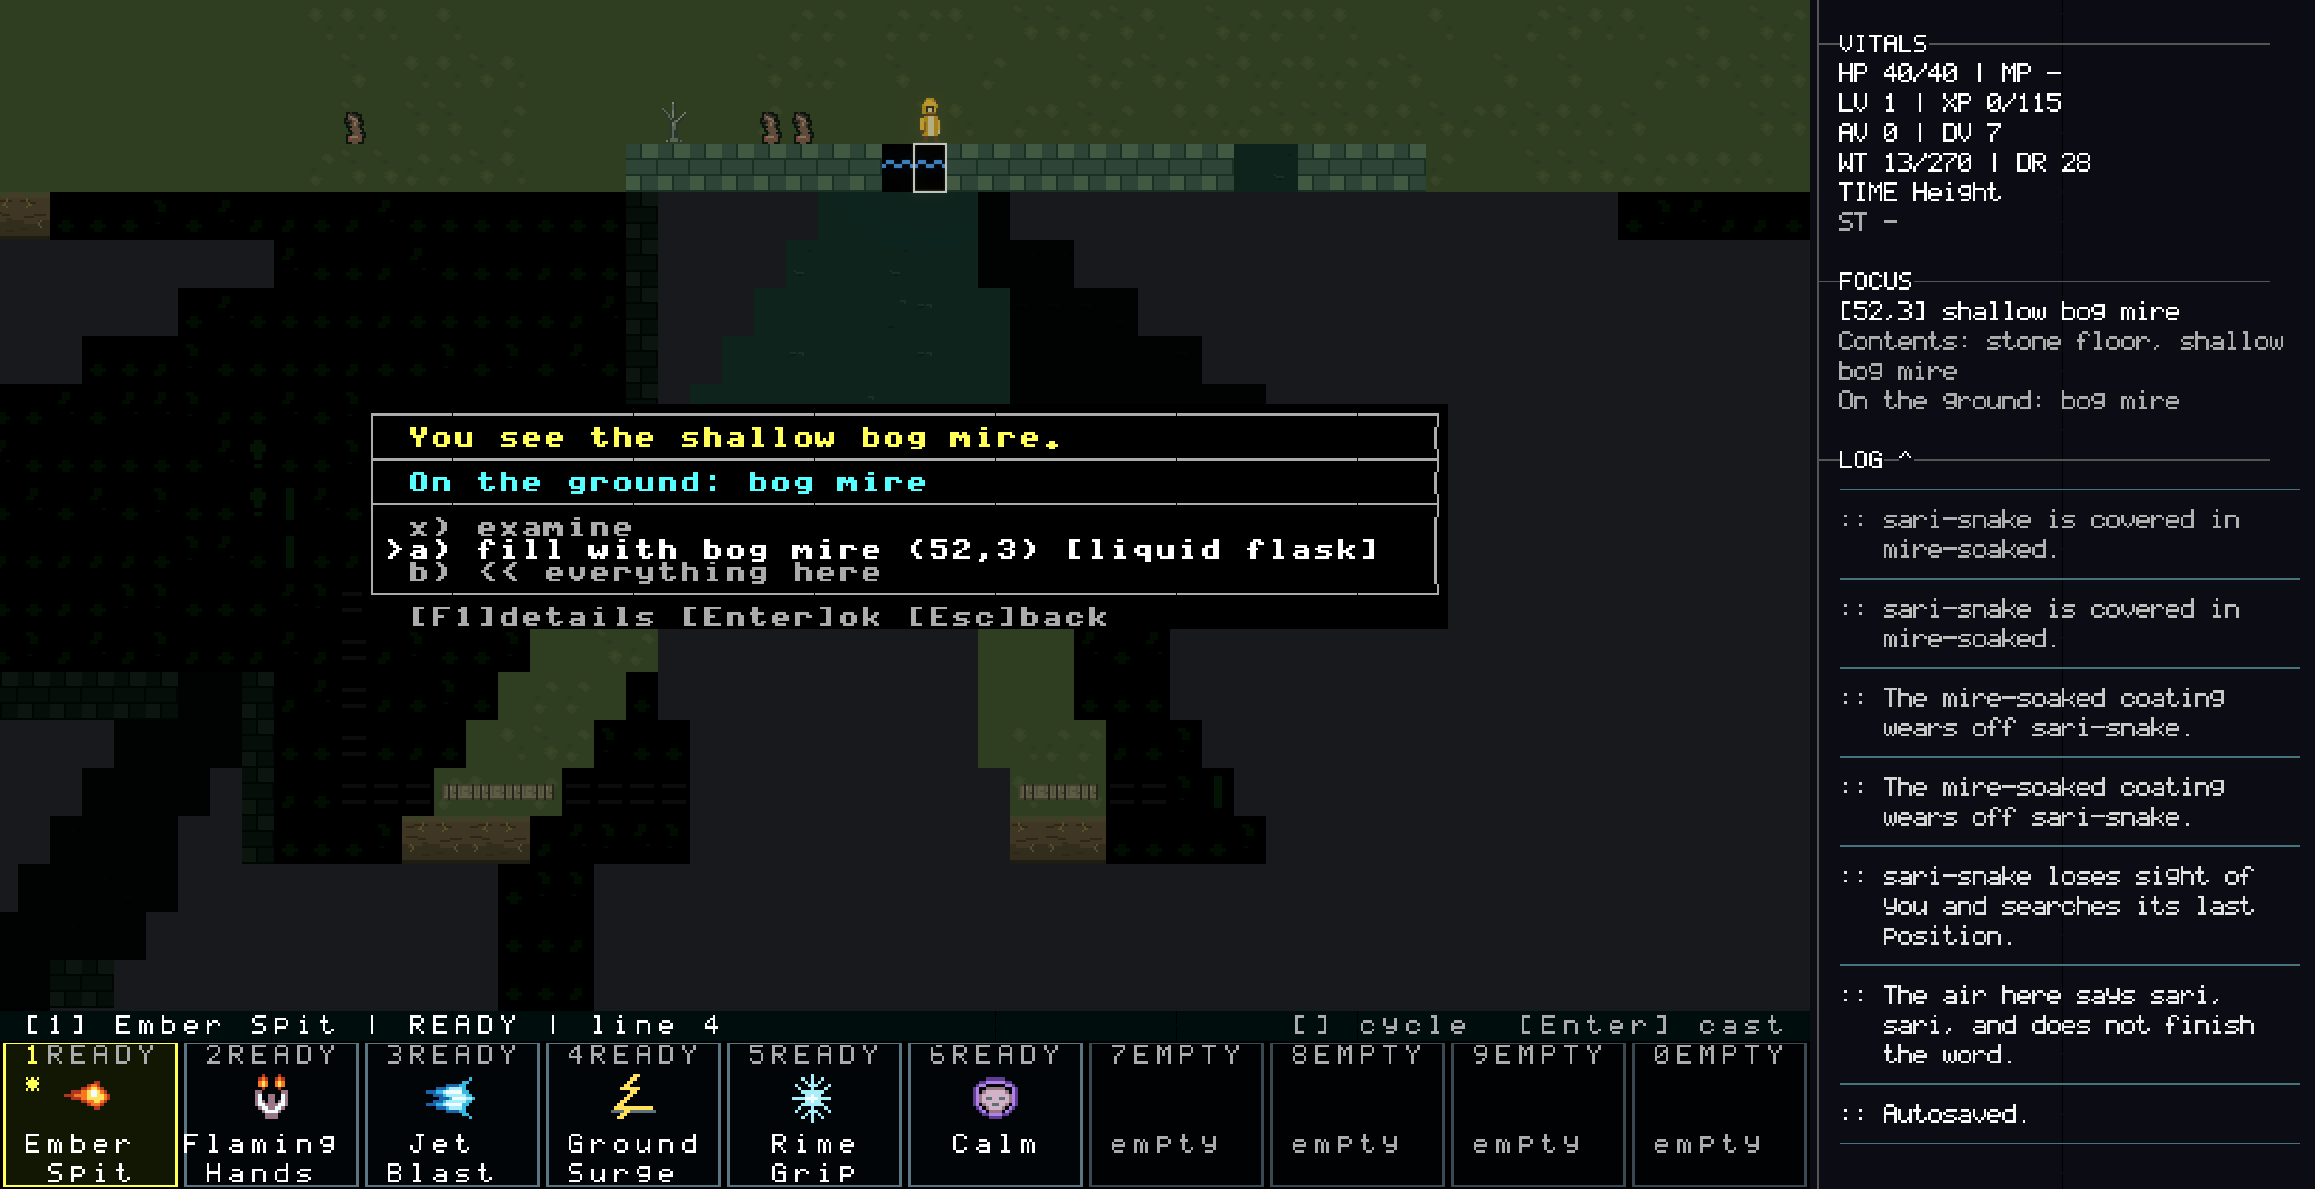 VITALS
HP 40/40 | MP -
LV 1 | XP 0/115
AV 0 | DV 7
WT 13/270 | DR 28
TIME Height
ST -
FOCUS
[52,3] shallow bog mire
Contents: stone floor, shallow
bog mire
On the ground: bog mire
LOG ^
:: sari-snake is covered in
mire-soaked.
:: sari-snake is covered in
mire-soaked.
:: The mire-soaked coating
wears off sari-snake.
:: The mire-soaked coating
wears off sari-snake.
:: sari-snake loses sight of
you and searches its last
position.
:: The air here says sari,
sari, and does not finish
the word.
:: Autosaved.
You see the shallow bog mire.
On the ground: bog mire
x) examine
>a) fill with bog mire (52,3) [liquid flask]
b) << everything here
[F1]details [Enter]ok [Esc]back
[1] Ember Spit | READY | line 4
[] cycle [Enter] cast
1READY 2READY 3READY 4READY 5READY 6READY 7EMPTY 8EMPTY 9EMPTY 0EMPTY
*
Ember Flaming Jet Ground Rime Calm empty empty empty empty
Spit Hands Blast Surge Grip